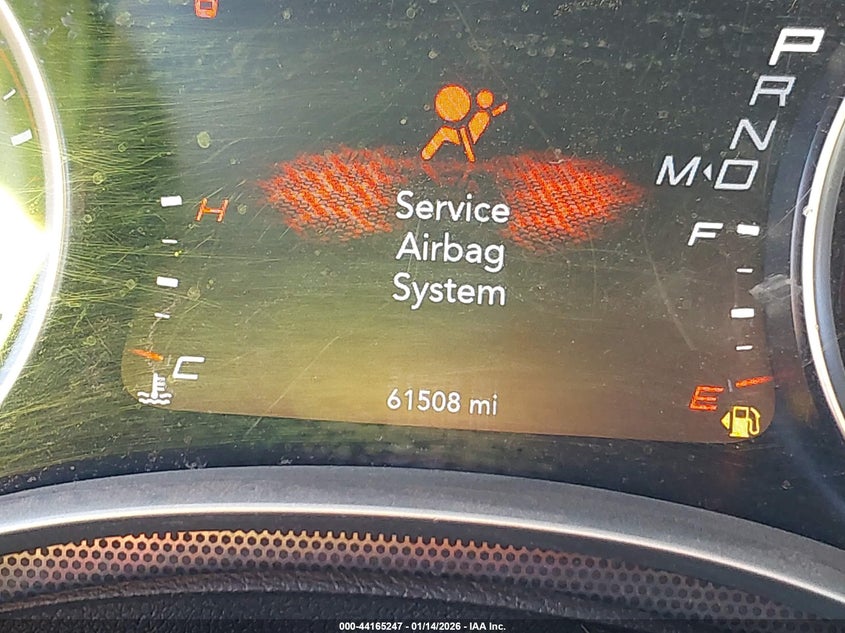 P
R
N
M◂D
H
F
Service
Airbag
System
C
E
61508 mi
000-44165247 - 01/14/2026 - IAA Inc.